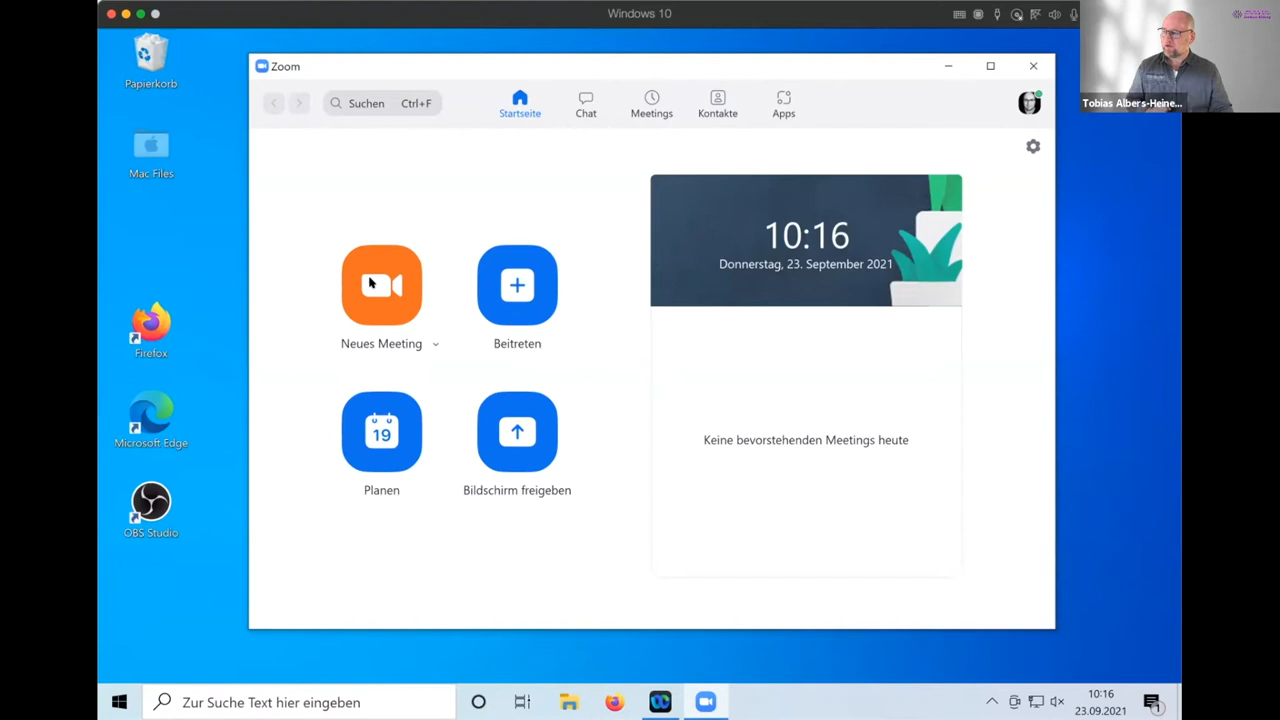 Windows 10
Tobias Albers-Heine...
Papierkorb
Mac Files
Firefox
Microsoft Edge
OBS Studio
Zoom
Suchen Ctrl+F
Startseite
Chat
Meetings
Kontakte
Apps
10:16
Donnerstag, 23. September 2021
Neues Meeting
Beitreten
19
Planen
Bildschirm freigeben
Keine bevorstehenden Meetings heute
Zur Suche Text hier eingeben
10:16
23.09.2021
1